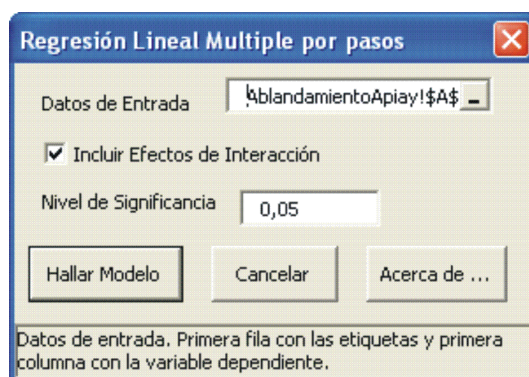 Regresión Lineal Multiple por pasos
Datos de Entrada AblandamientoApiay!$A$
Incluir Efectos de Interacción
Nivel de Significancia 0,05
Hallar Modelo Cancelar Acerca de ...
Datos de entrada. Primera fila con las etiquetas y primera
columna con la variable dependiente.